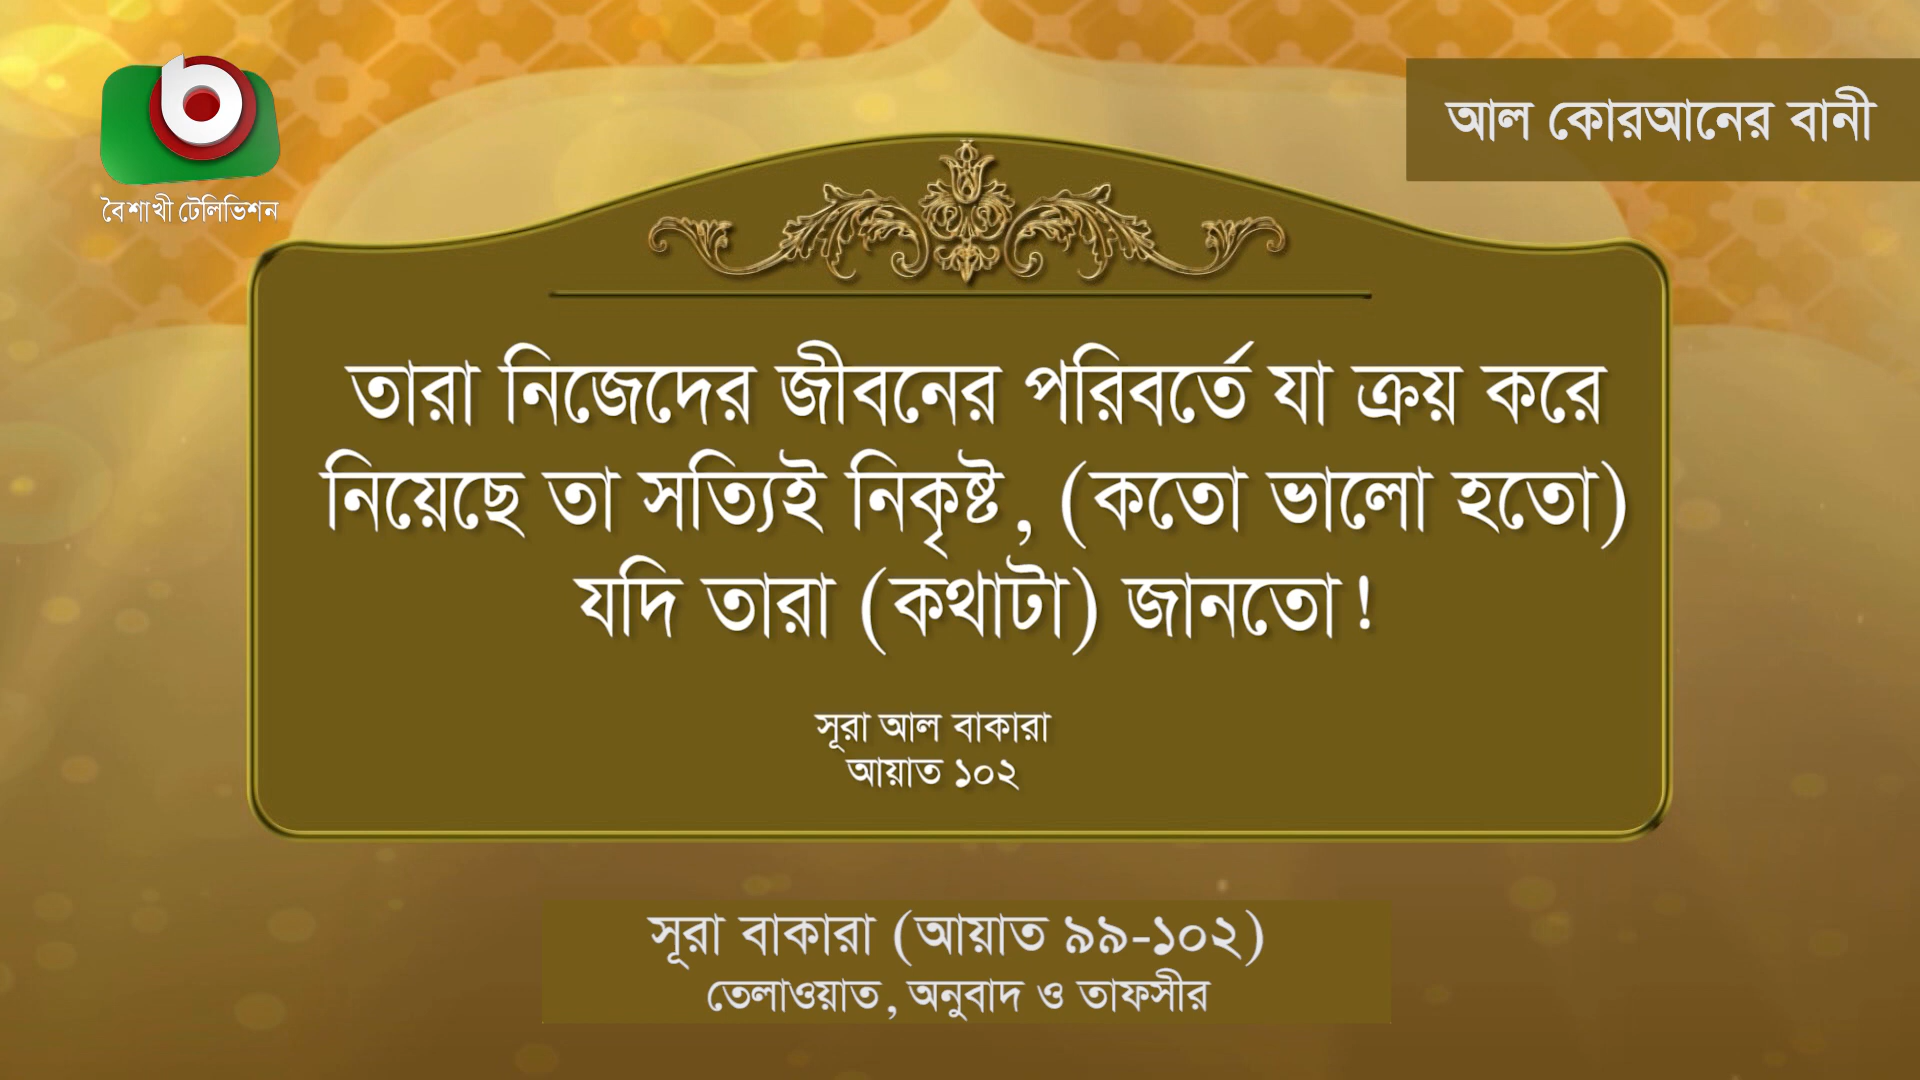 বৈশাখী টেলিভিশন
আল কোরআনের বানী
তারা নিজেদের জীবনের পরিবর্তে যা ক্রয় করে
নিয়েছে তা সত্যিই নিকৃষ্ট, (কতো ভালো হতো)
যদি তারা (কথাটা) জানতো!
সূরা আল বাকারা
আয়াত ১০২
সূরা বাকারা (আয়াত ৯৯-১০২)
তেলাওয়াত, অনুবাদ ও তাফসীর